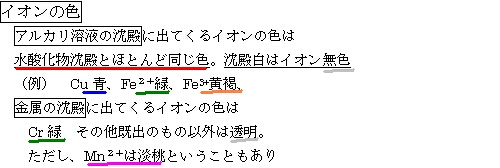 イオンの色
アルカリ溶液の沈殿に出てくるイオンの色は
水酸化物沈殿とほとんど同じ色。沈殿白はイオン無色
（例）　Cu青、Fe²⁺緑、Fe³⁺黄褐、
金属の沈殿に出てくるイオンの色は
Cr緑　その他既出のもの以外は透明。
ただし、Mn²⁺は淡桃ということもあり